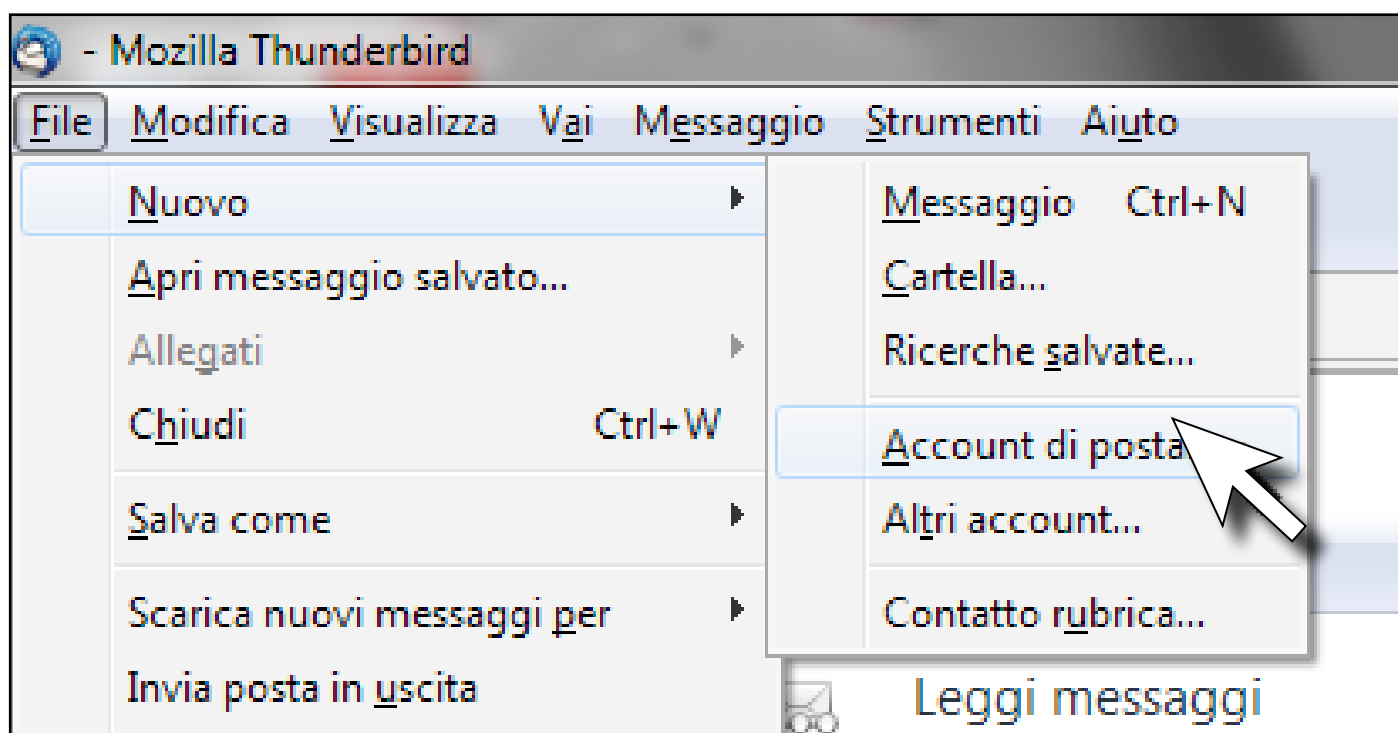 - Mozilla Thunderbird
File Modifica Visualizza Vai Messaggio Strumenti Aiuto
Nuovo
Apri messaggio salvato...
Allegati
Chiudi Ctrl+W
Salva come
Scarica nuovi messaggi per
Invia posta in uscita
Messaggio Ctrl+N
Cartella...
Ricerche salvate...
Account di posta
Altri account...
Contatto rubrica...
Leggi messaggi